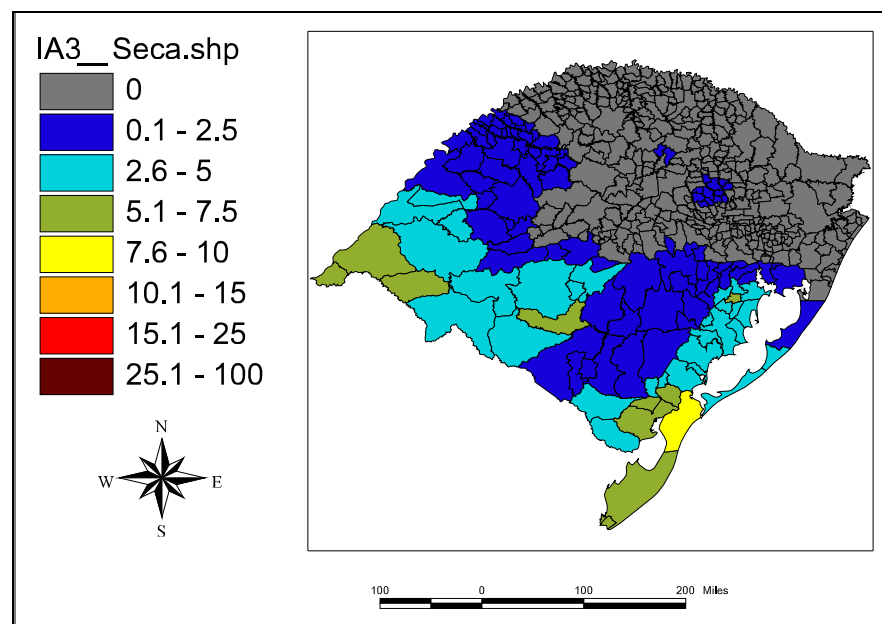 IA3__Seca.shp
0
0.1 - 2.5
2.6 - 5
5.1 - 7.5
7.6 - 10
10.1 - 15
15.1 - 25
25.1 - 100
N
W E
S
100 0 100 200 Miles